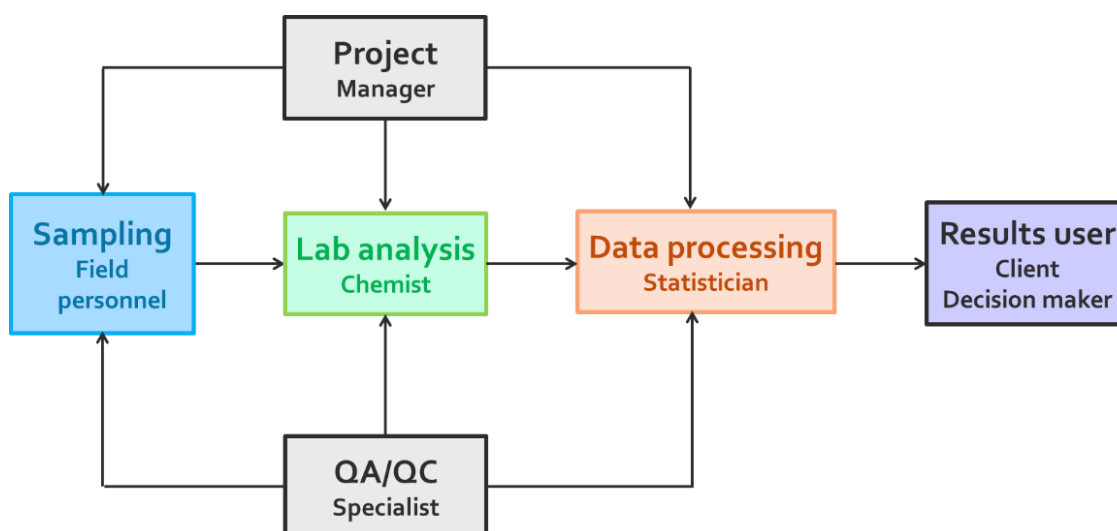 Project
Manager
Sampling
Field
personnel
Lab analysis
Chemist
Data processing
Statistician
Results user
Client
Decision maker
QA/QC
Specialist